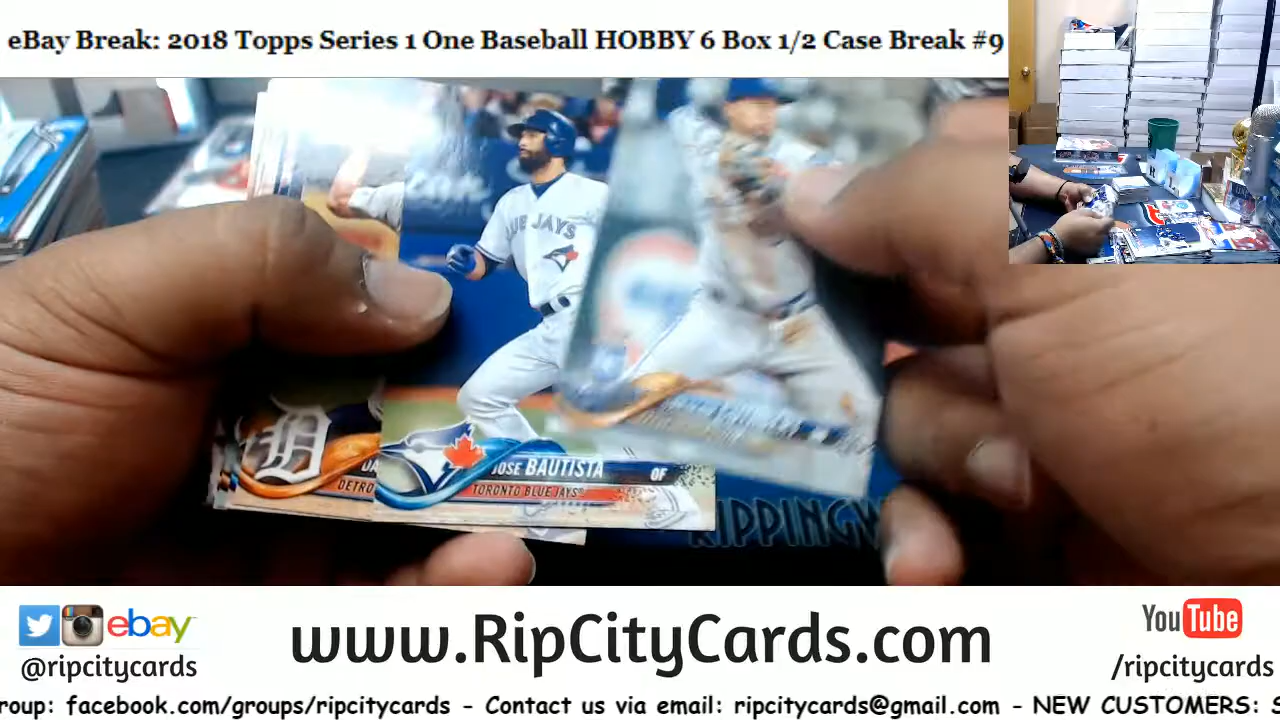 eBay Break: 2018 Topps Series 1 One Baseball HOBBY 6 Box 1/2 Case Break #9
BLUE JAYS
JOSE BAUTISTA OF
TORONTO BLUE JAYS
DA
DETRO
RIPPINGW
ebay
@ripcitycards
www.RipCityCards.com
YouTube
/ripcitycards
roup: facebook.com/groups/ripcitycards - Contact us via email: ripcitycards@gmail.com - NEW CUSTOMERS: S